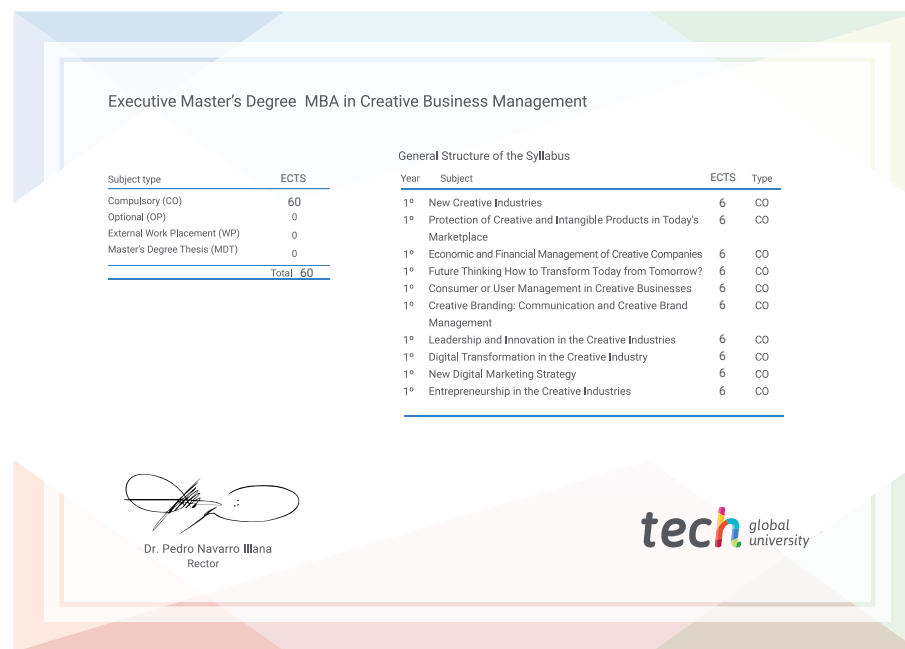 Executive Master's Degree MBA in Creative Business Management
Subject type ECTS
Compulsory (CO) 60
Optional (OP) 0
External Work Placement (WP) 0
Master's Degree Thesis (MDT) 0
Total 60
General Structure of the Syllabus
Year Subject ECTS Type
1º New Creative Industries 6 CO
1º Protection of Creative and Intangible Products in Today's 6 CO
Marketplace
1º Economic and Financial Management of Creative Companies 6 CO
1º Future Thinking How to Transform Today from Tomorrow? 6 CO
1º Consumer or User Management in Creative Businesses 6 CO
1º Creative Branding: Communication and Creative Brand 6 CO
Management
1º Leadership and Innovation in the Creative Industries 6 CO
1º Digital Transformation in the Creative Industry 6 CO
1º New Digital Marketing Strategy 6 CO
1º Entrepreneurship in the Creative Industries 6 CO
Dr. Pedro Navarro Illana
Rector
tech global
university